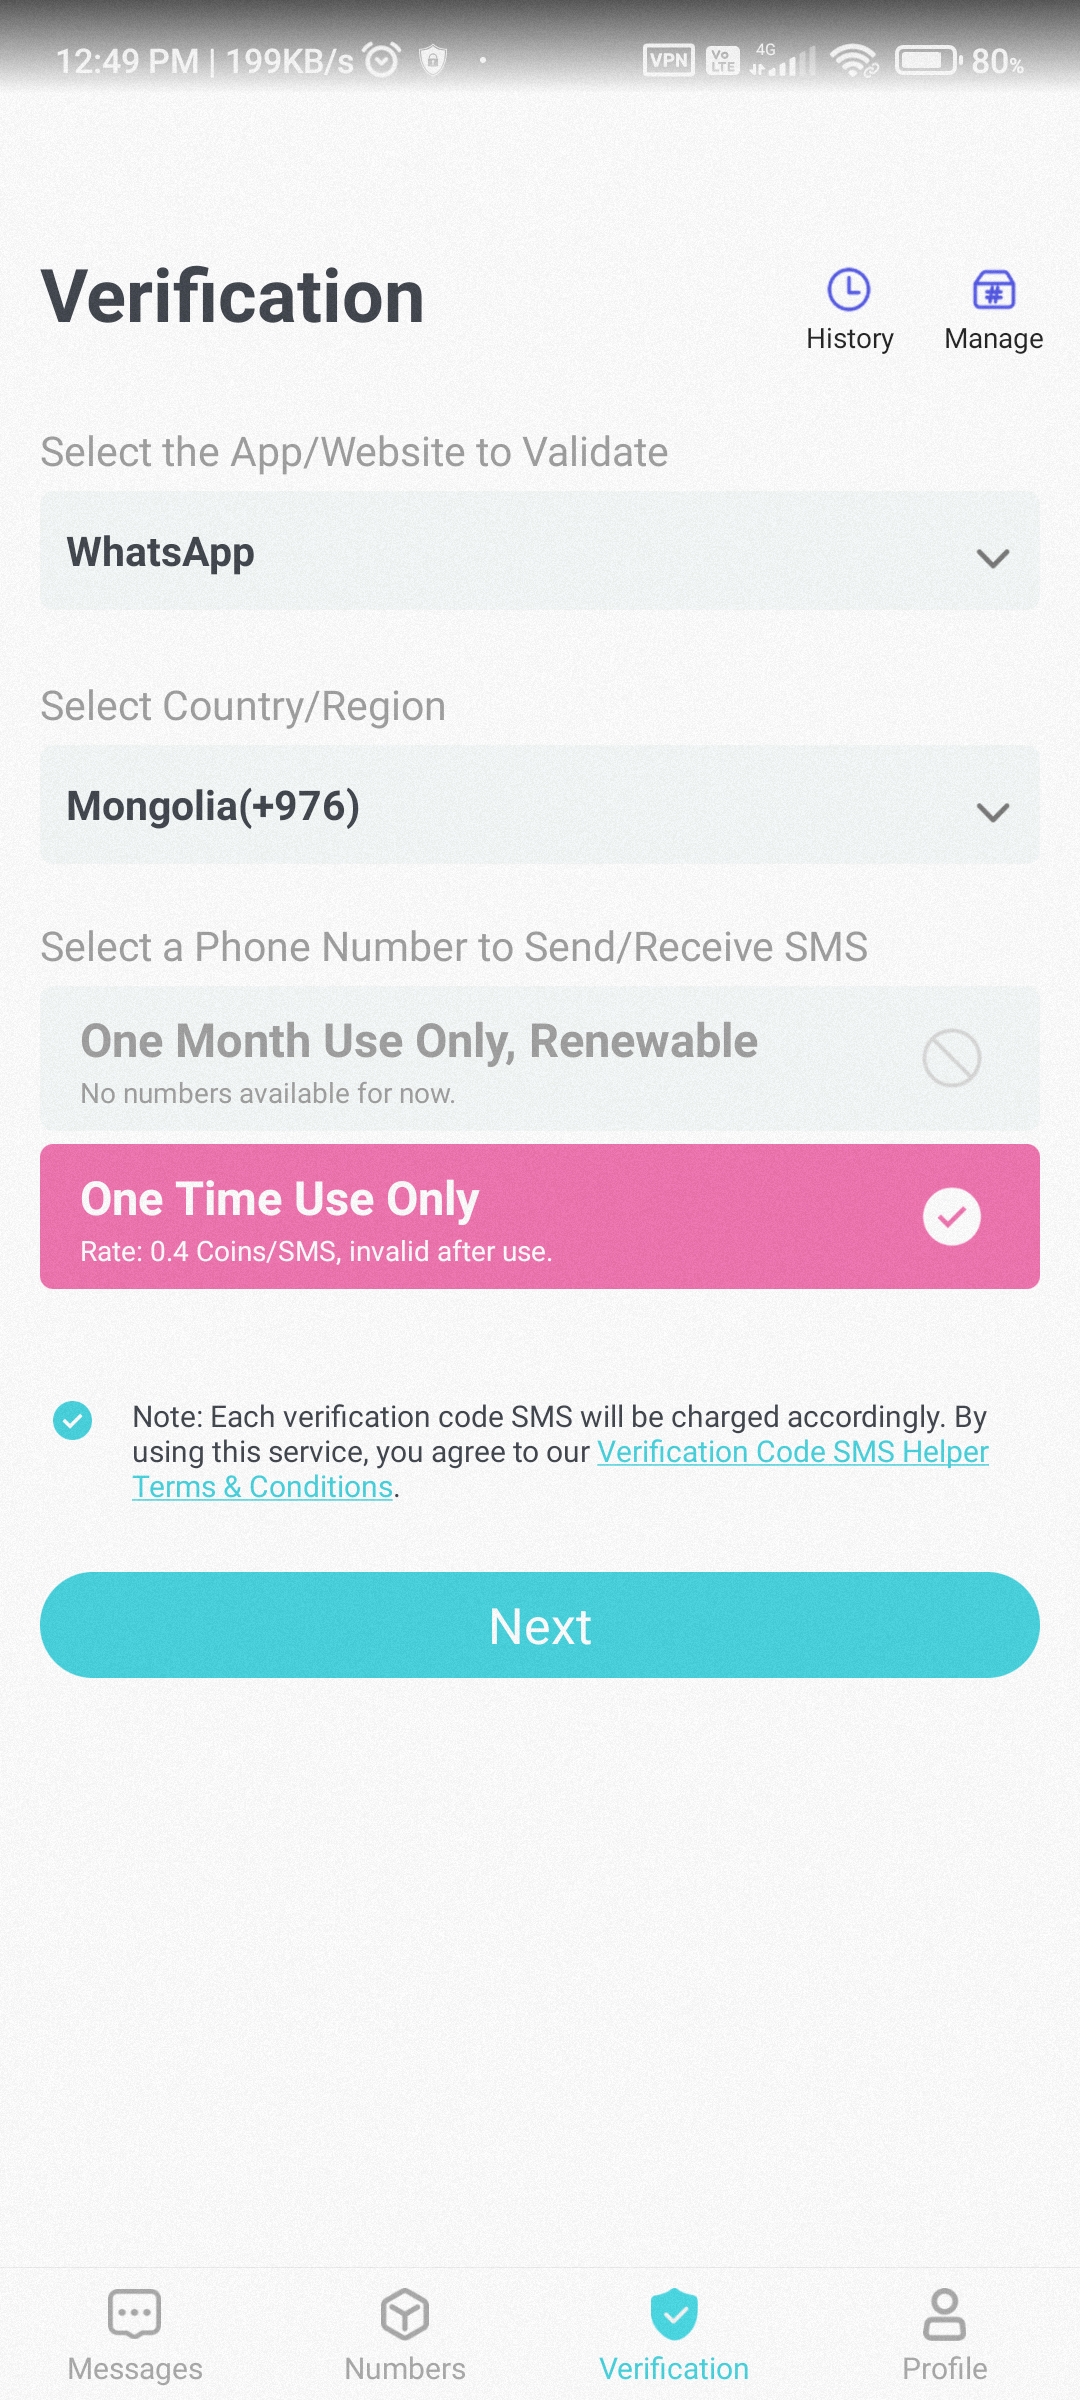 12:49 PM | 199KB/s
VPN Vo LTE 4G 80%
Verification
History
Manage
Select the App/Website to Validate
WhatsApp
Select Country/Region
Mongolia(+976)
Select a Phone Number to Send/Receive SMS
One Month Use Only, Renewable
No numbers available for now.
One Time Use Only
Rate: 0.4 Coins/SMS, invalid after use.
Note: Each verification code SMS will be charged accordingly. By
using this service, you agree to our Verification Code SMS Helper
Terms & Conditions.
Next
Messages
Numbers
Verification
Profile